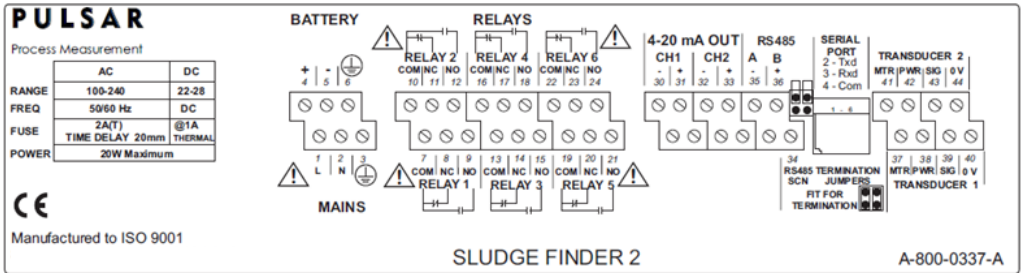 PULSAR
Process Measurement
AC DC
RANGE 100-240 22-28
FREQ 50/60 Hz DC
FUSE 2A(T) TIME DELAY 20mm @1A THERMAL
POWER 20W Maximum
CE
Manufactured to ISO 9001
BATTERY
+ -
4 5 6
1 2 3
L N
MAINS
RELAYS
RELAY 2 RELAY 4 RELAY 6
COM NC NO COM NC NO COM NC NO
10 11 12 16 17 18 22 23 24
7 8 9 13 14 15 19 20 21
COM NC NO COM NC NO COM NC NO
RELAY 1 RELAY 3 RELAY 5
4-20 mA OUT
CH1 CH2
- + - +
30 31 32 33
RS485
A B
- +
35 36
SERIAL
PORT
2 - Txd
3 - Rxd
4 - Com
1 - 6
34
RS485 TERMINATION
SCN JUMPERS
FIT FOR
TERMINATION
TRANSDUCER 2
MTR PWR SIG 0 V
41 42 43 44
37 38 39 40
MTR PWR SIG 0 V
TRANSDUCER 1
SLUDGE FINDER 2
A-800-0337-A